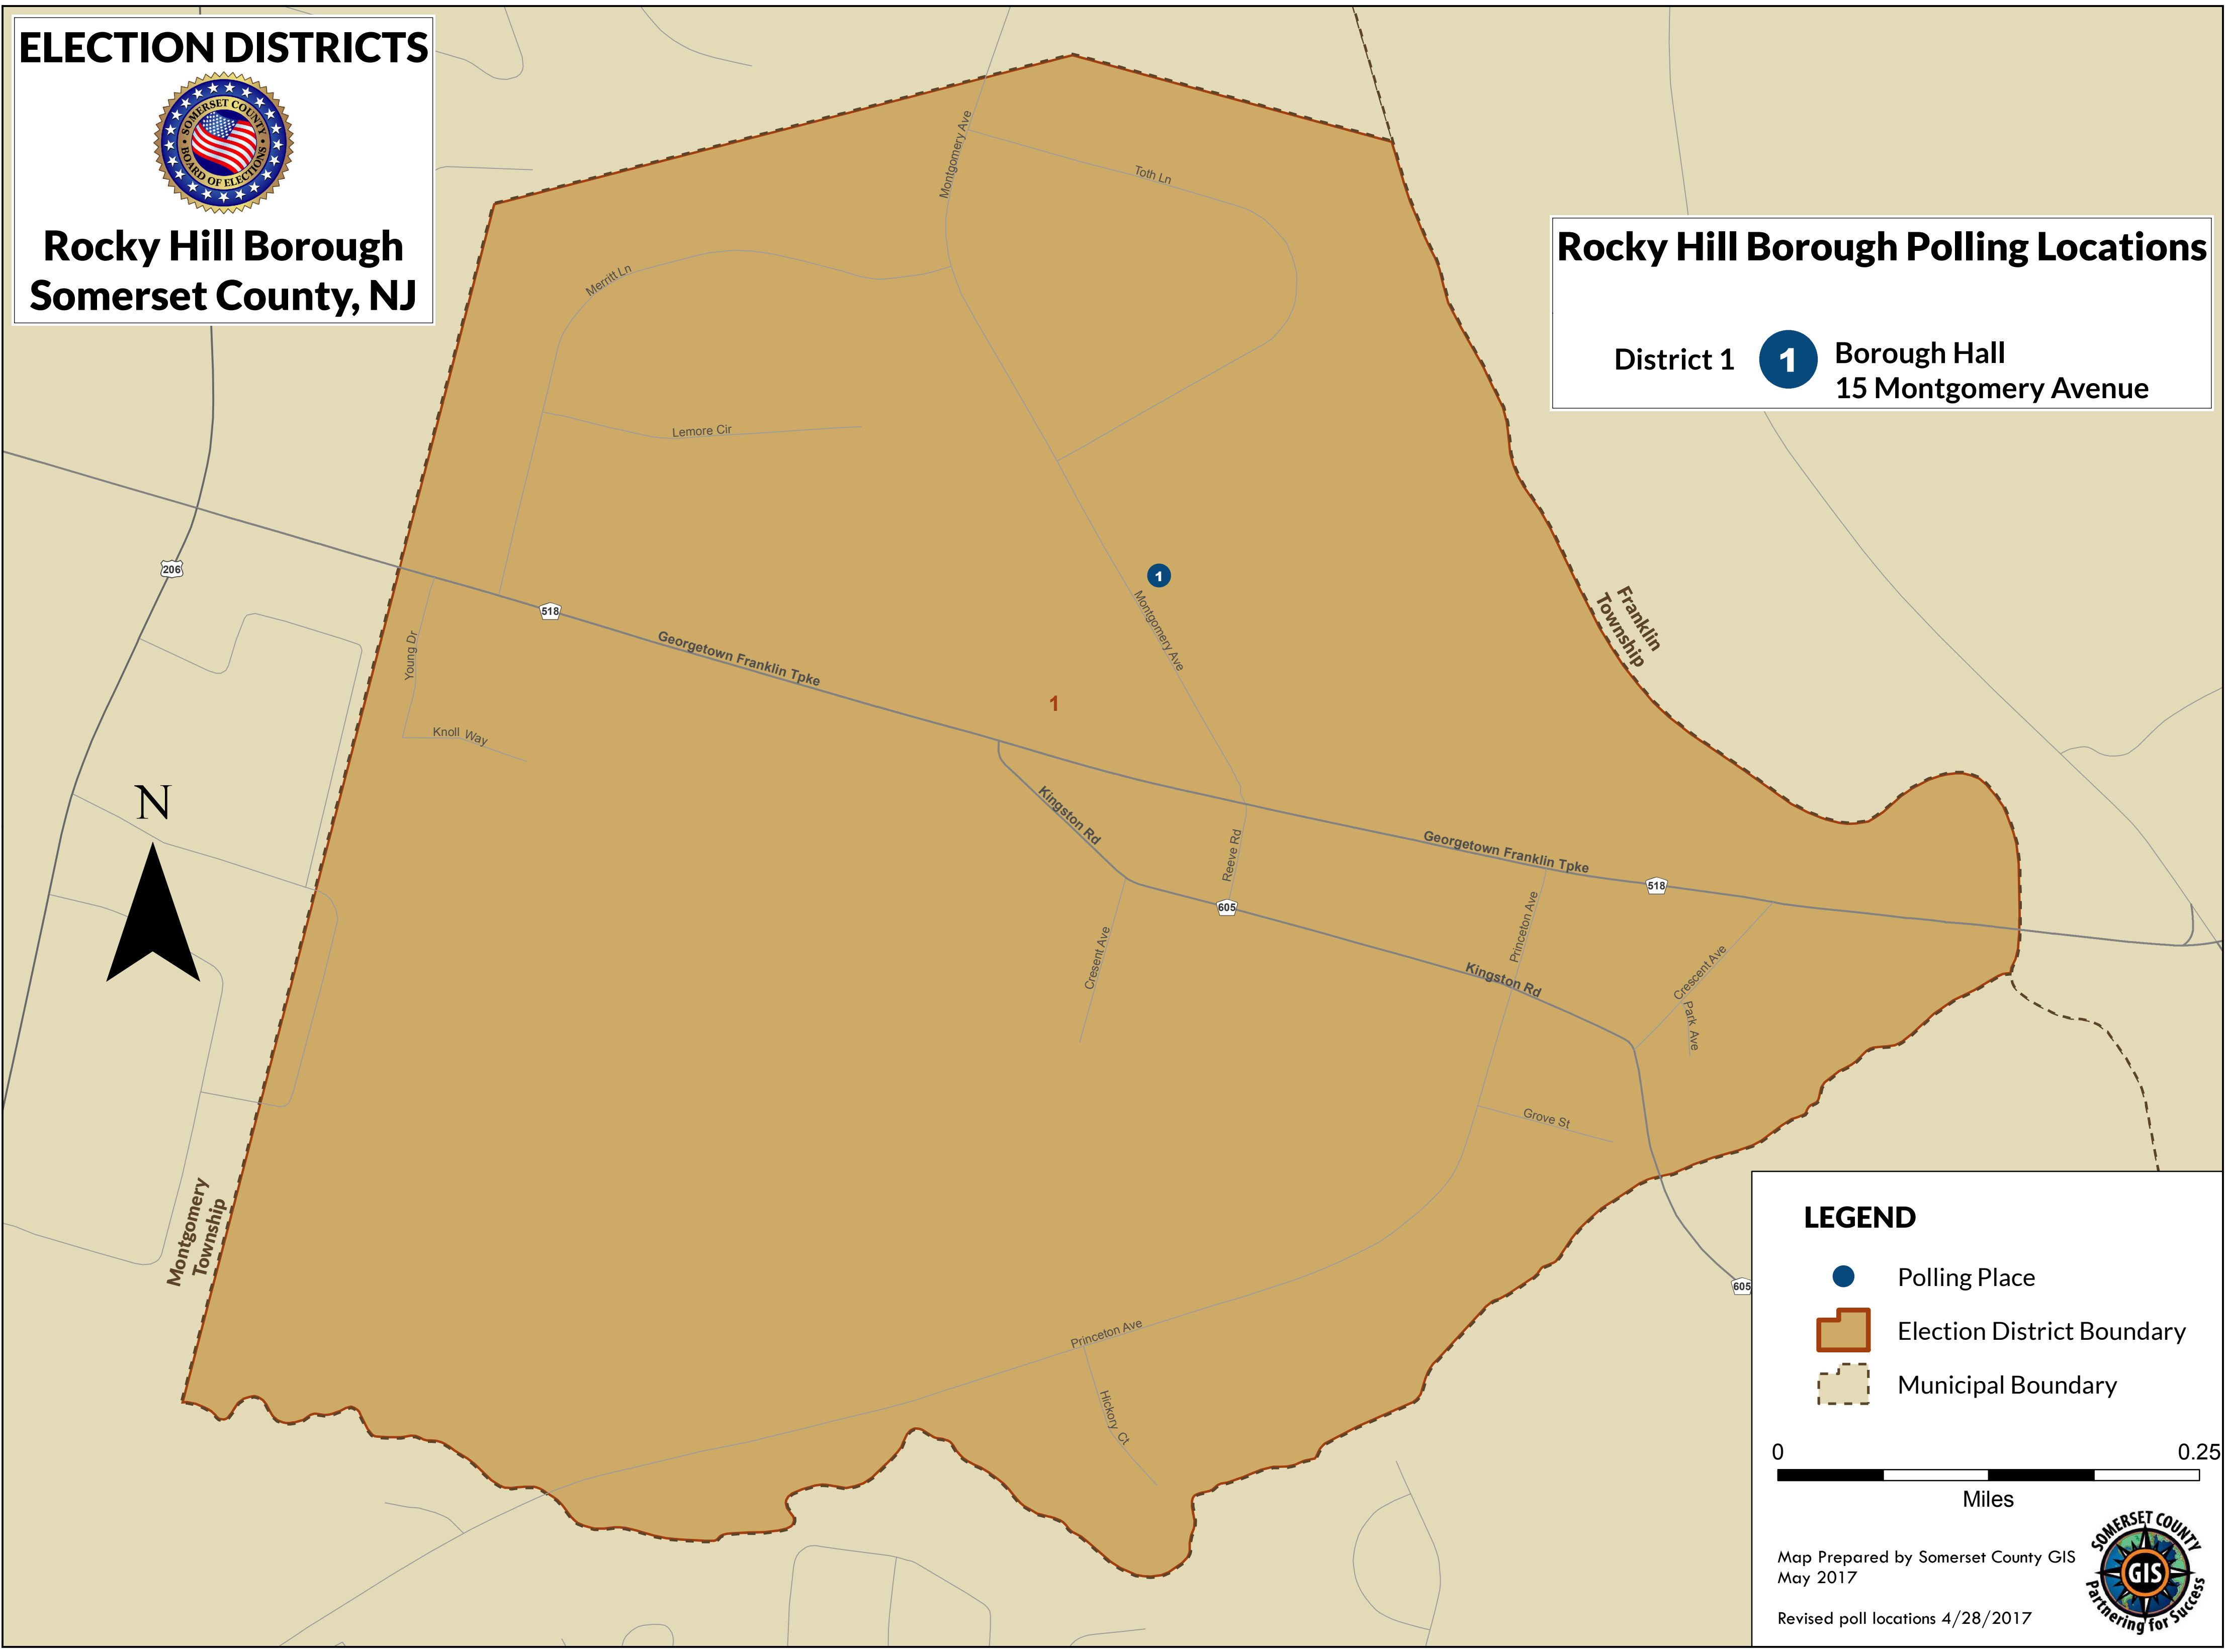 ELECTION DISTRICTS
SOMERSET COUNTY
BOARD OF ELECTIONS
Rocky Hill Borough
Somerset County, NJ
Rocky Hill Borough Polling Locations
District 1
1
Borough Hall
15 Montgomery Avenue
Montgomery Ave
Toth Ln
Merritt Ln
Lemore Cir
206
518
1
Montgomery Ave
Franklin
Township
Young Dr
Georgetown Franklin Tpke
1
Knoll Way
N
Kingston Rd
Reeve Rd
Georgetown Franklin Tpke
518
605
Princeton Ave
Cresent Ave
Kingston Rd
Crescent Ave
Park Ave
Grove St
Montgomery
Township
605
Princeton Ave
Hickory Ct
LEGEND
Polling Place
Election District Boundary
Municipal Boundary
0
0.25
Miles
Map Prepared by Somerset County GIS
May 2017
Revised poll locations 4/28/2017
SOMERSET COUNTY
GIS
Partnering for Success